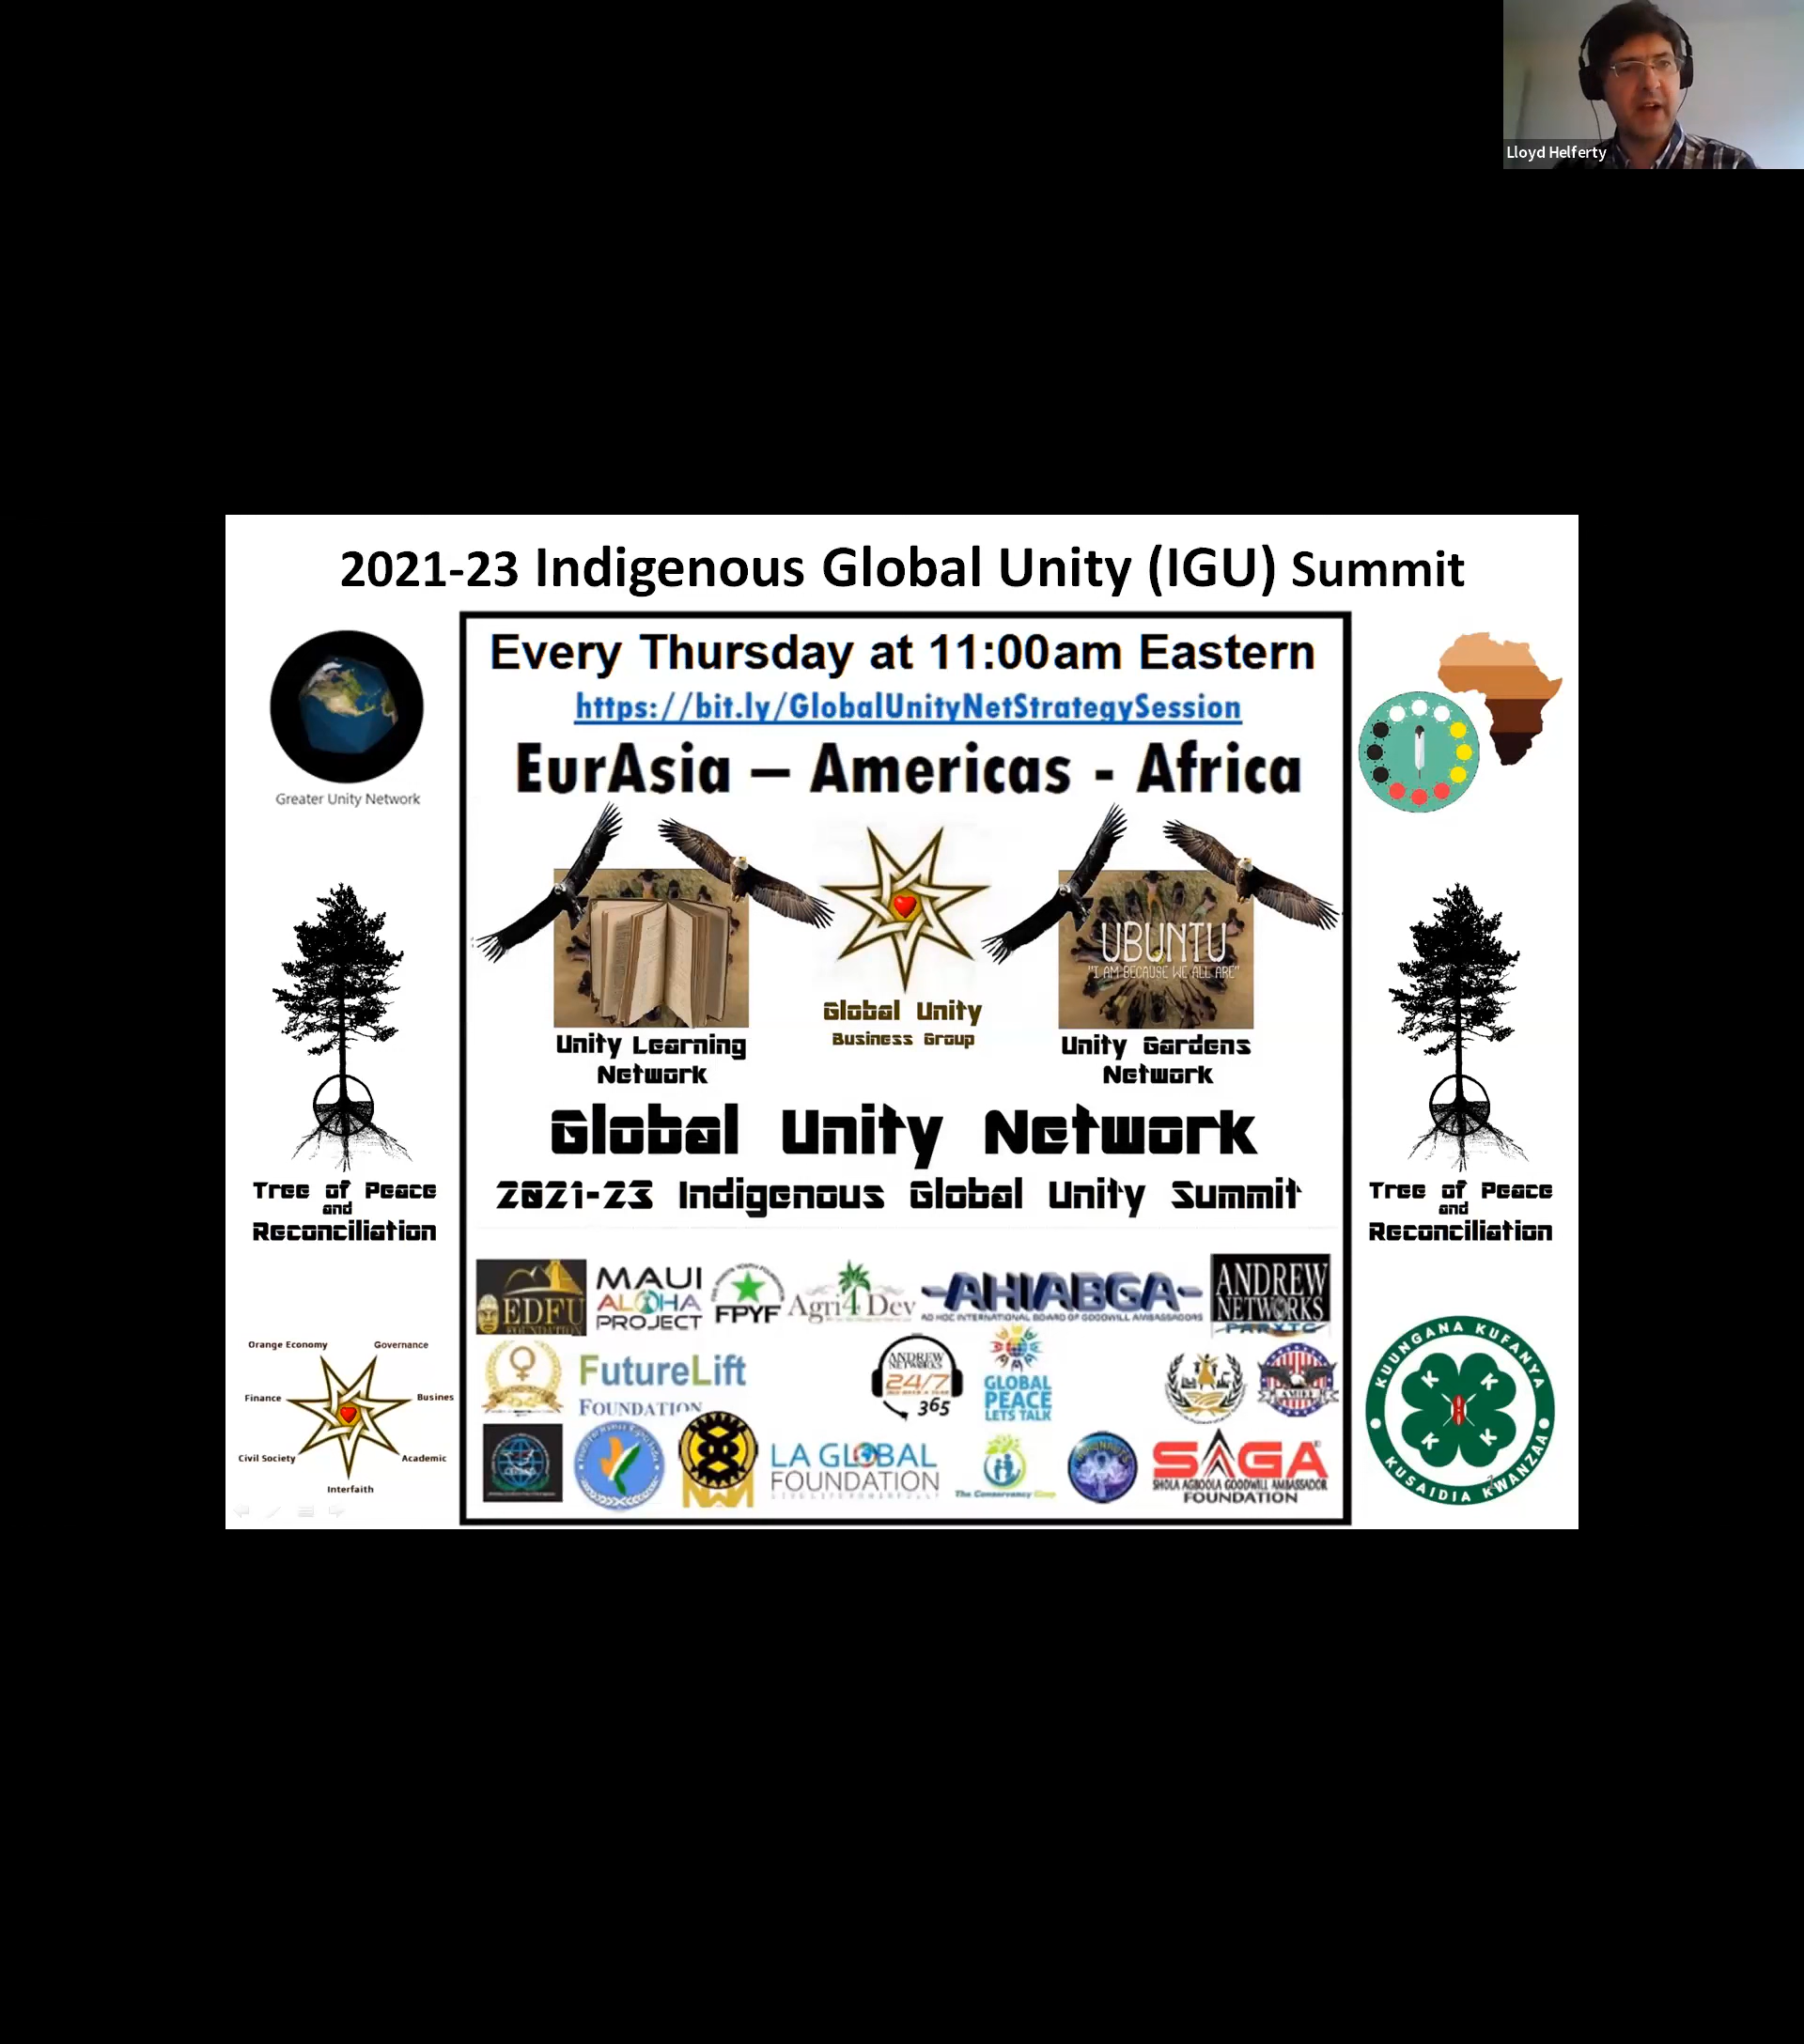 Lloyd Helferty
2021-23 Indigenous Global Unity (IGU) Summit
Every Thursday at 11:00am Eastern
https://bit.ly/GlobalUnityNetStrategySession
EurAsia – Americas - Africa
Greater Unity Network
UBUNTU
"I AM BECAUSE WE ALL ARE"
Global Unity
Business Group
Unity Learning
Network
Unity Gardens
Network
Global Unity Network
2021-23 Indigenous Global Unity Summit
Tree of Peace
and
Reconciliation
Tree of Peace
and
Reconciliation
EDFU
FOUNDATION
MAUI
ALOHA
PROJECT
FPYF
Agri4Dev
-AHIABGA-
AD HOC INTERNATIONAL BOARD OF GOODWILL AMBASSADORS
ANDREW
NETWORKS
FutureLift
FOUNDATION
ANDREW
NETWORKS
24/7
365
GLOBAL
PEACE
LETS TALK
LA GLOBAL
FOUNDATION
The Conservancy Corp
SAGA
SHOLA AGBOOLA GOODWILL AMBASSADOR
FOUNDATION
Orange Economy
Governance
Finance
Busines
Civil Society
Academic
Interfaith
KUUNGANA KUFANYA
K K
K K
KUSAIDIA KWANZAA